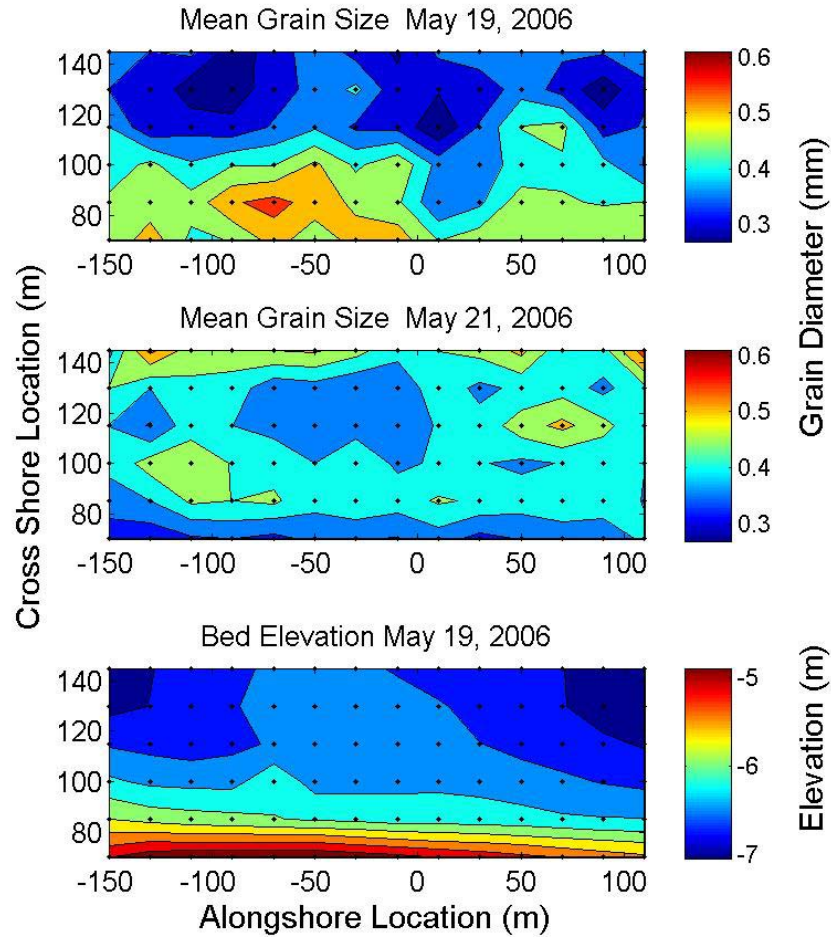 Mean Grain Size  May 19, 2006
140
120
100
80
-150 -100 -50 0 50 100
0.6
0.5
0.4
0.3
Grain Diameter (mm)
Cross Shore Location (m)
Mean Grain Size  May 21, 2006
140
120
100
80
-150 -100 -50 0 50 100
0.6
0.5
0.4
0.3
Bed Elevation May 19, 2006
140
120
100
80
-150 -100 -50 0 50 100
-5
-6
-7
Elevation (m)
Alongshore Location (m)